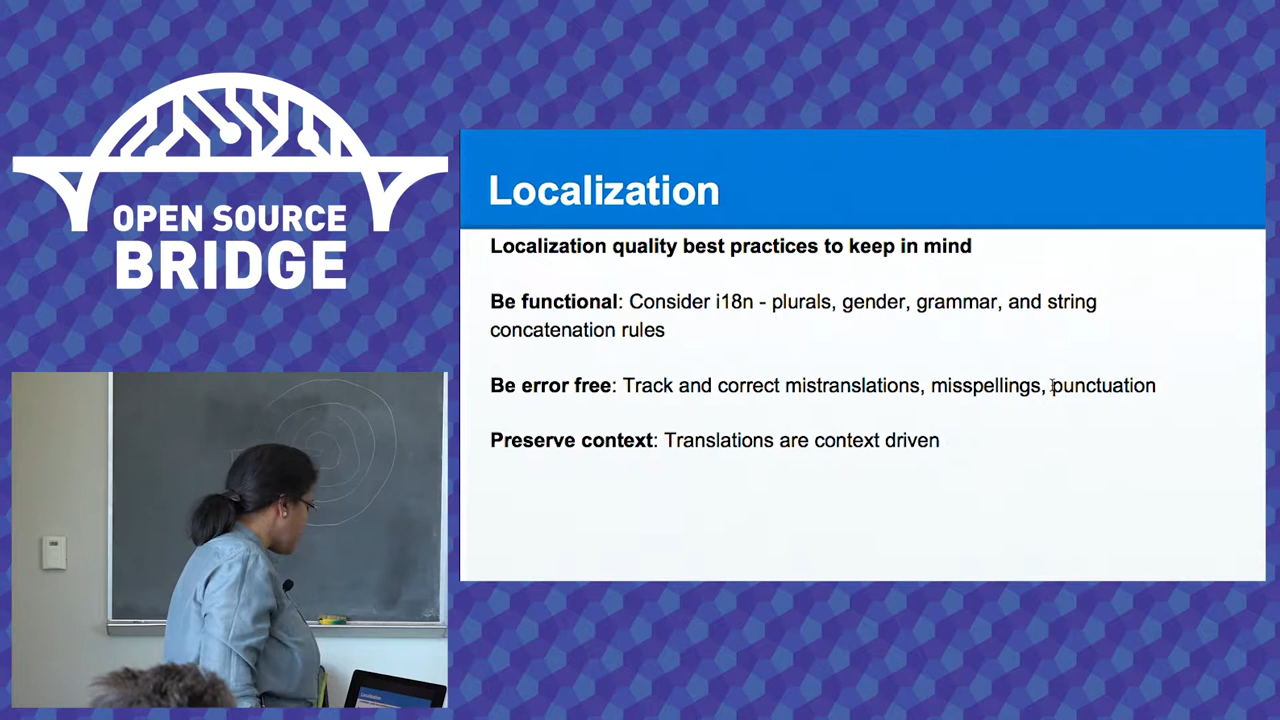 OPEN SOURCE
BRIDGE
Localization
Localization quality best practices to keep in mind
Be functional: Consider i18n - plurals, gender, grammar, and string
concatenation rules
Be error free: Track and correct mistranslations, misspellings, punctuation
Preserve context: Translations are context driven
Localization